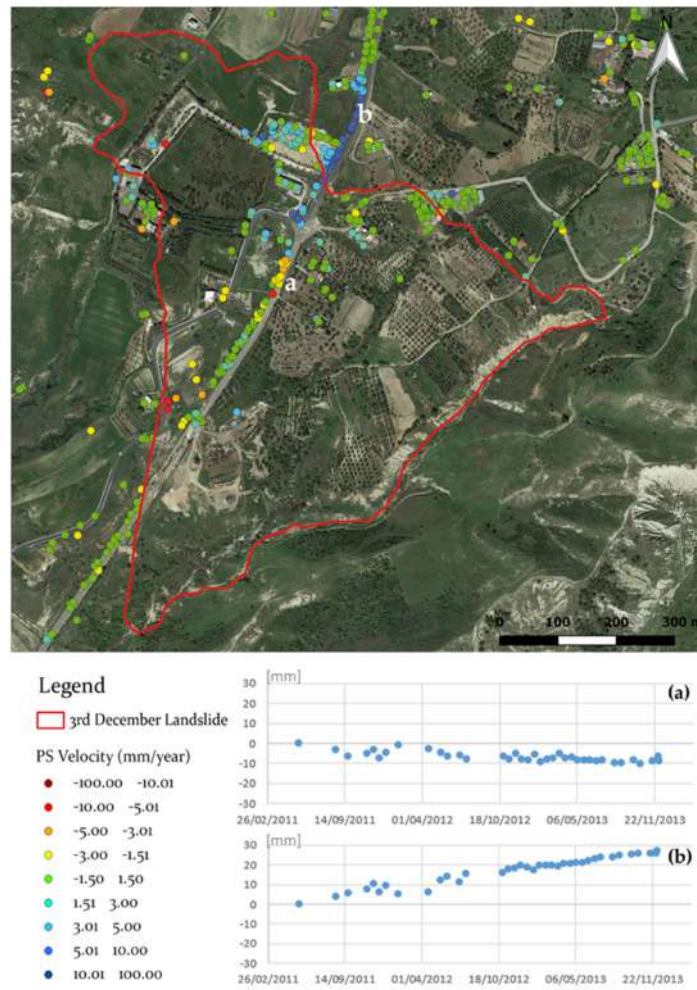 N
b
a
0 100 200 300 m
Legend
3rd December Landslide
PS Velocity (mm/year)
-100.00 -10.01
-10.00 -5.01
-5.00 -3.01
-3.00 -1.51
-1.50 1.50
1.51 3.00
3.01 5.00
5.01 10.00
10.01 100.00
[mm]
(a)
30
20
10
0
-10
-20
-30
26/02/2011 14/09/2011 01/04/2012 18/10/2012 06/05/2013 22/11/2013
[mm]
(b)
30
20
10
0
-10
-20
-30
26/02/2011 14/09/2011 01/04/2012 18/10/2012 06/05/2013 22/11/2013